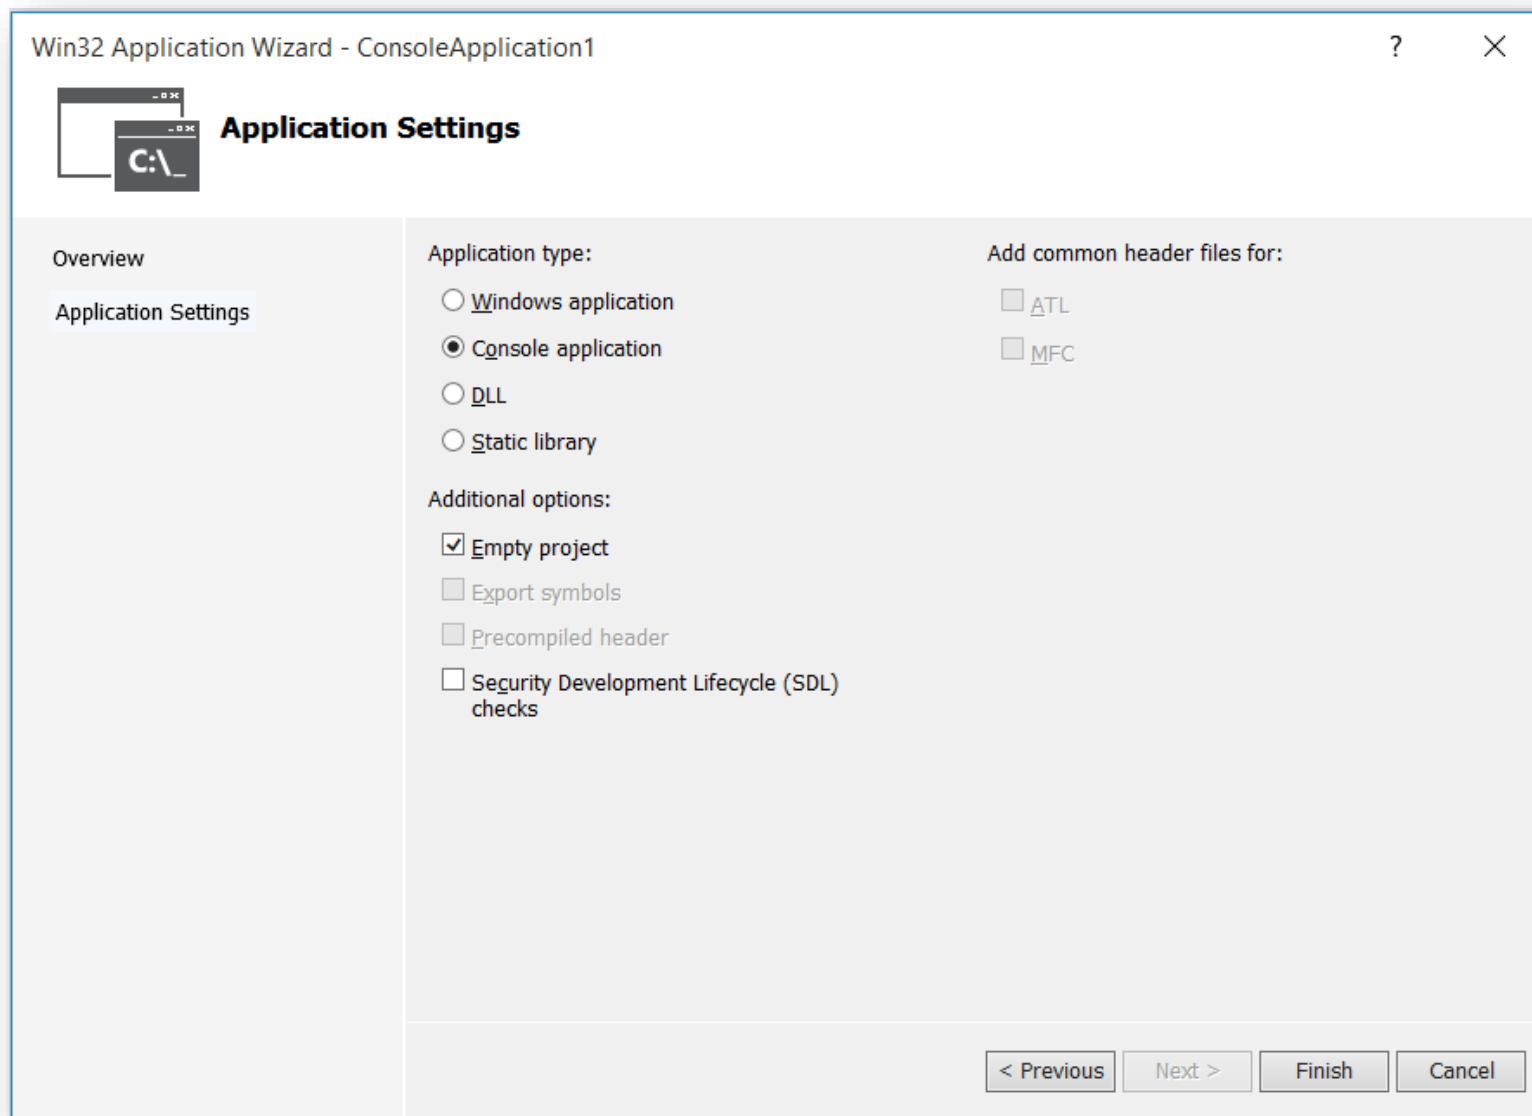 Win32 Application Wizard - ConsoleApplication1
?
C:\_
Application Settings
Overview
Application Settings
Application type:
Windows application
Console application
DLL
Static library
Additional options:
Empty project
Export symbols
Precompiled header
Security Development Lifecycle (SDL)
checks
Add common header files for:
ATL
MFC
< Previous
Next >
Finish
Cancel